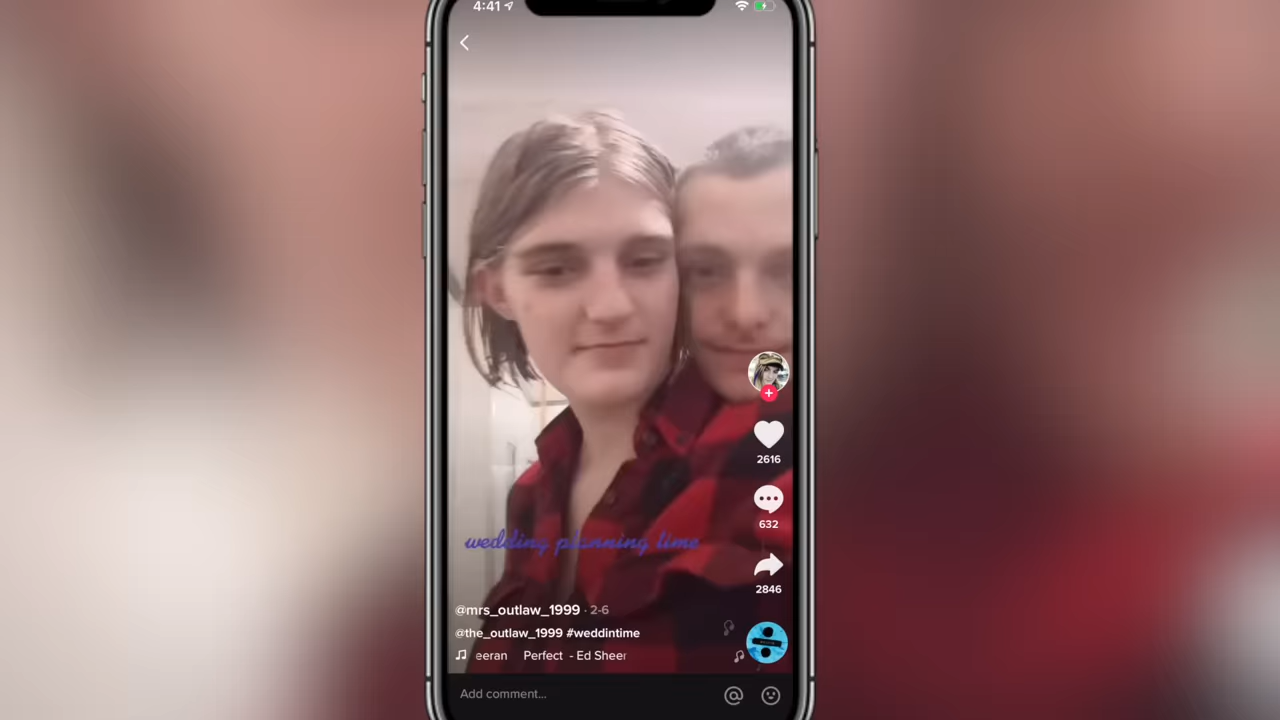 4:41
wedding planning time
@mrs_outlaw_1999 · 2-6
@the_outlaw_1999 #weddintime
eeran Perfect - Ed Sheer
2616
632
2846
Add comment...